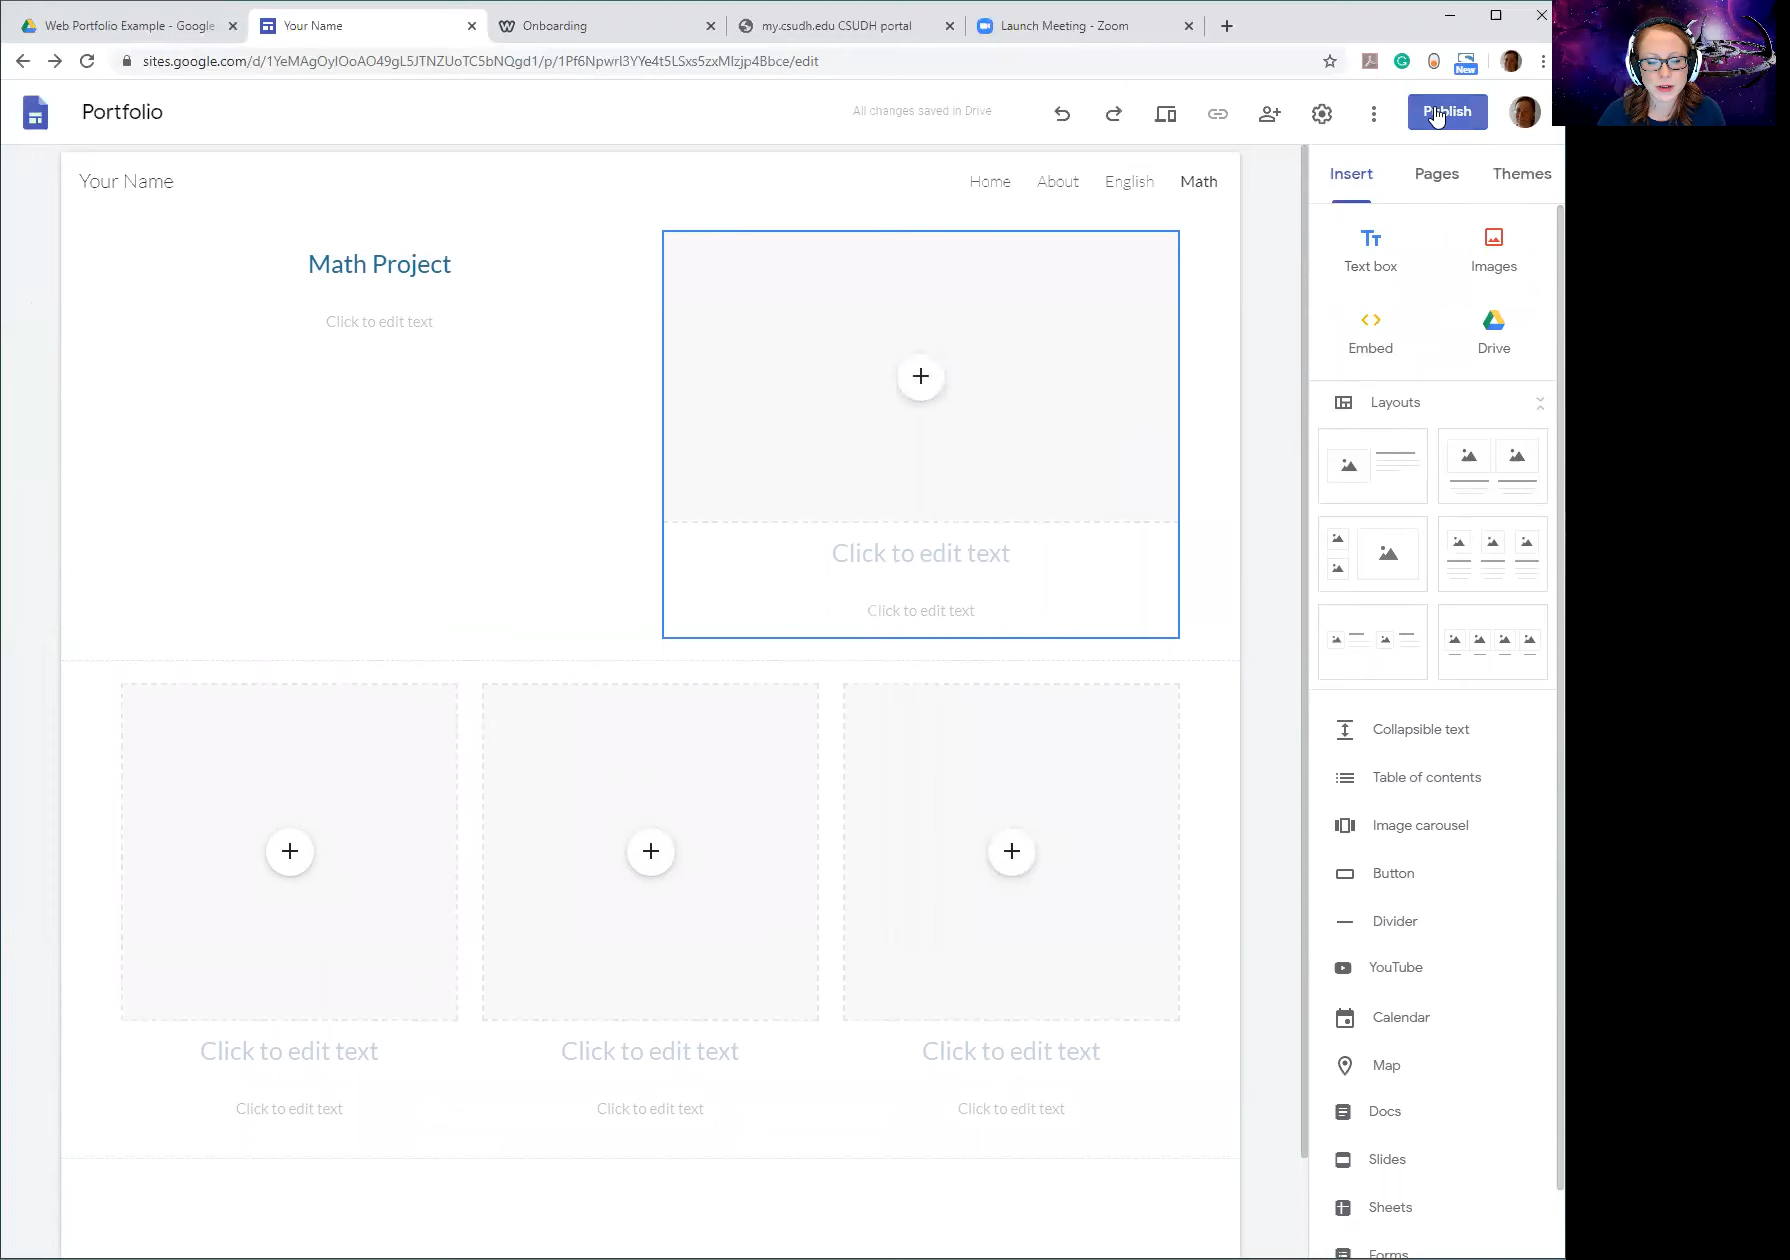 Web Portfolio Example - Google
Your Name
Onboarding
my.csudh.edu CSUDH portal
Launch Meeting - Zoom
sites.google.com/d/1YeMAgOyIOoAO49gL5JTNZUoTC5bNQgd1/p/1Pf6Npwrl3YYe4t5LSxs5zxMIzjp4Bbce/edit
New
Portfolio
All changes saved in Drive
Publish
Your Name
Home
About
English
Math
Insert
Pages
Themes
Math Project
Click to edit text
Click to edit text
Click to edit text
Text box
Images
Embed
Drive
Layouts
Click to edit text
Click to edit text
Click to edit text
Click to edit text
Click to edit text
Click to edit text
Collapsible text
Table of contents
Image carousel
Button
Divider
YouTube
Calendar
Map
Docs
Slides
Sheets
Forms